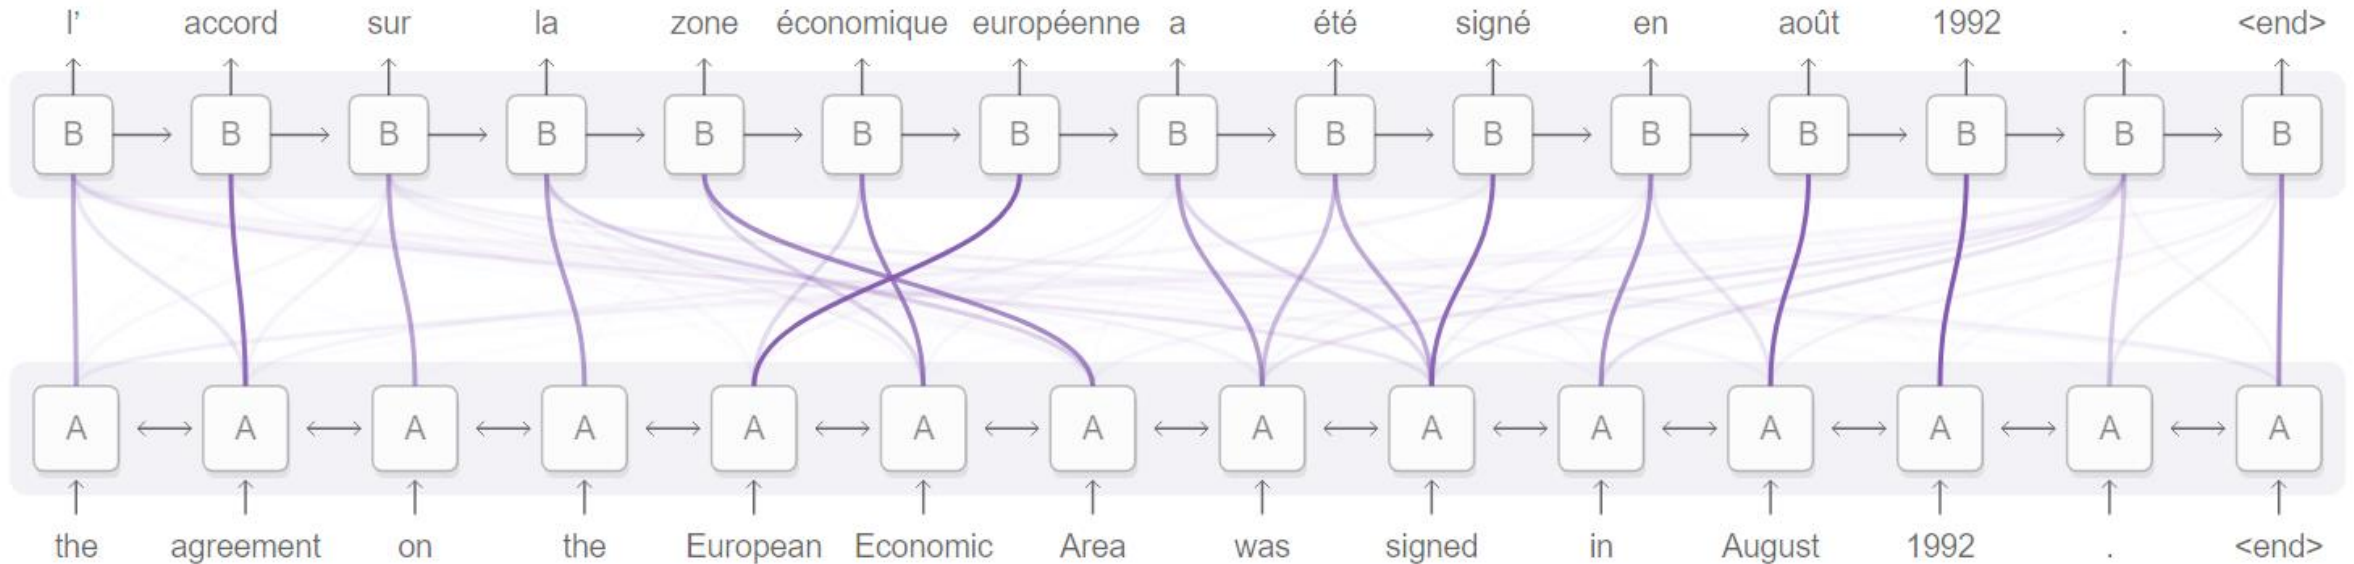 l’ accord sur la zone économique européenne a été signé en août 1992 . <end>
B B B B B B B B B B B B B B B
A A A A A A A A A A A A A A
the agreement on the European Economic Area was signed in August 1992 . <end>